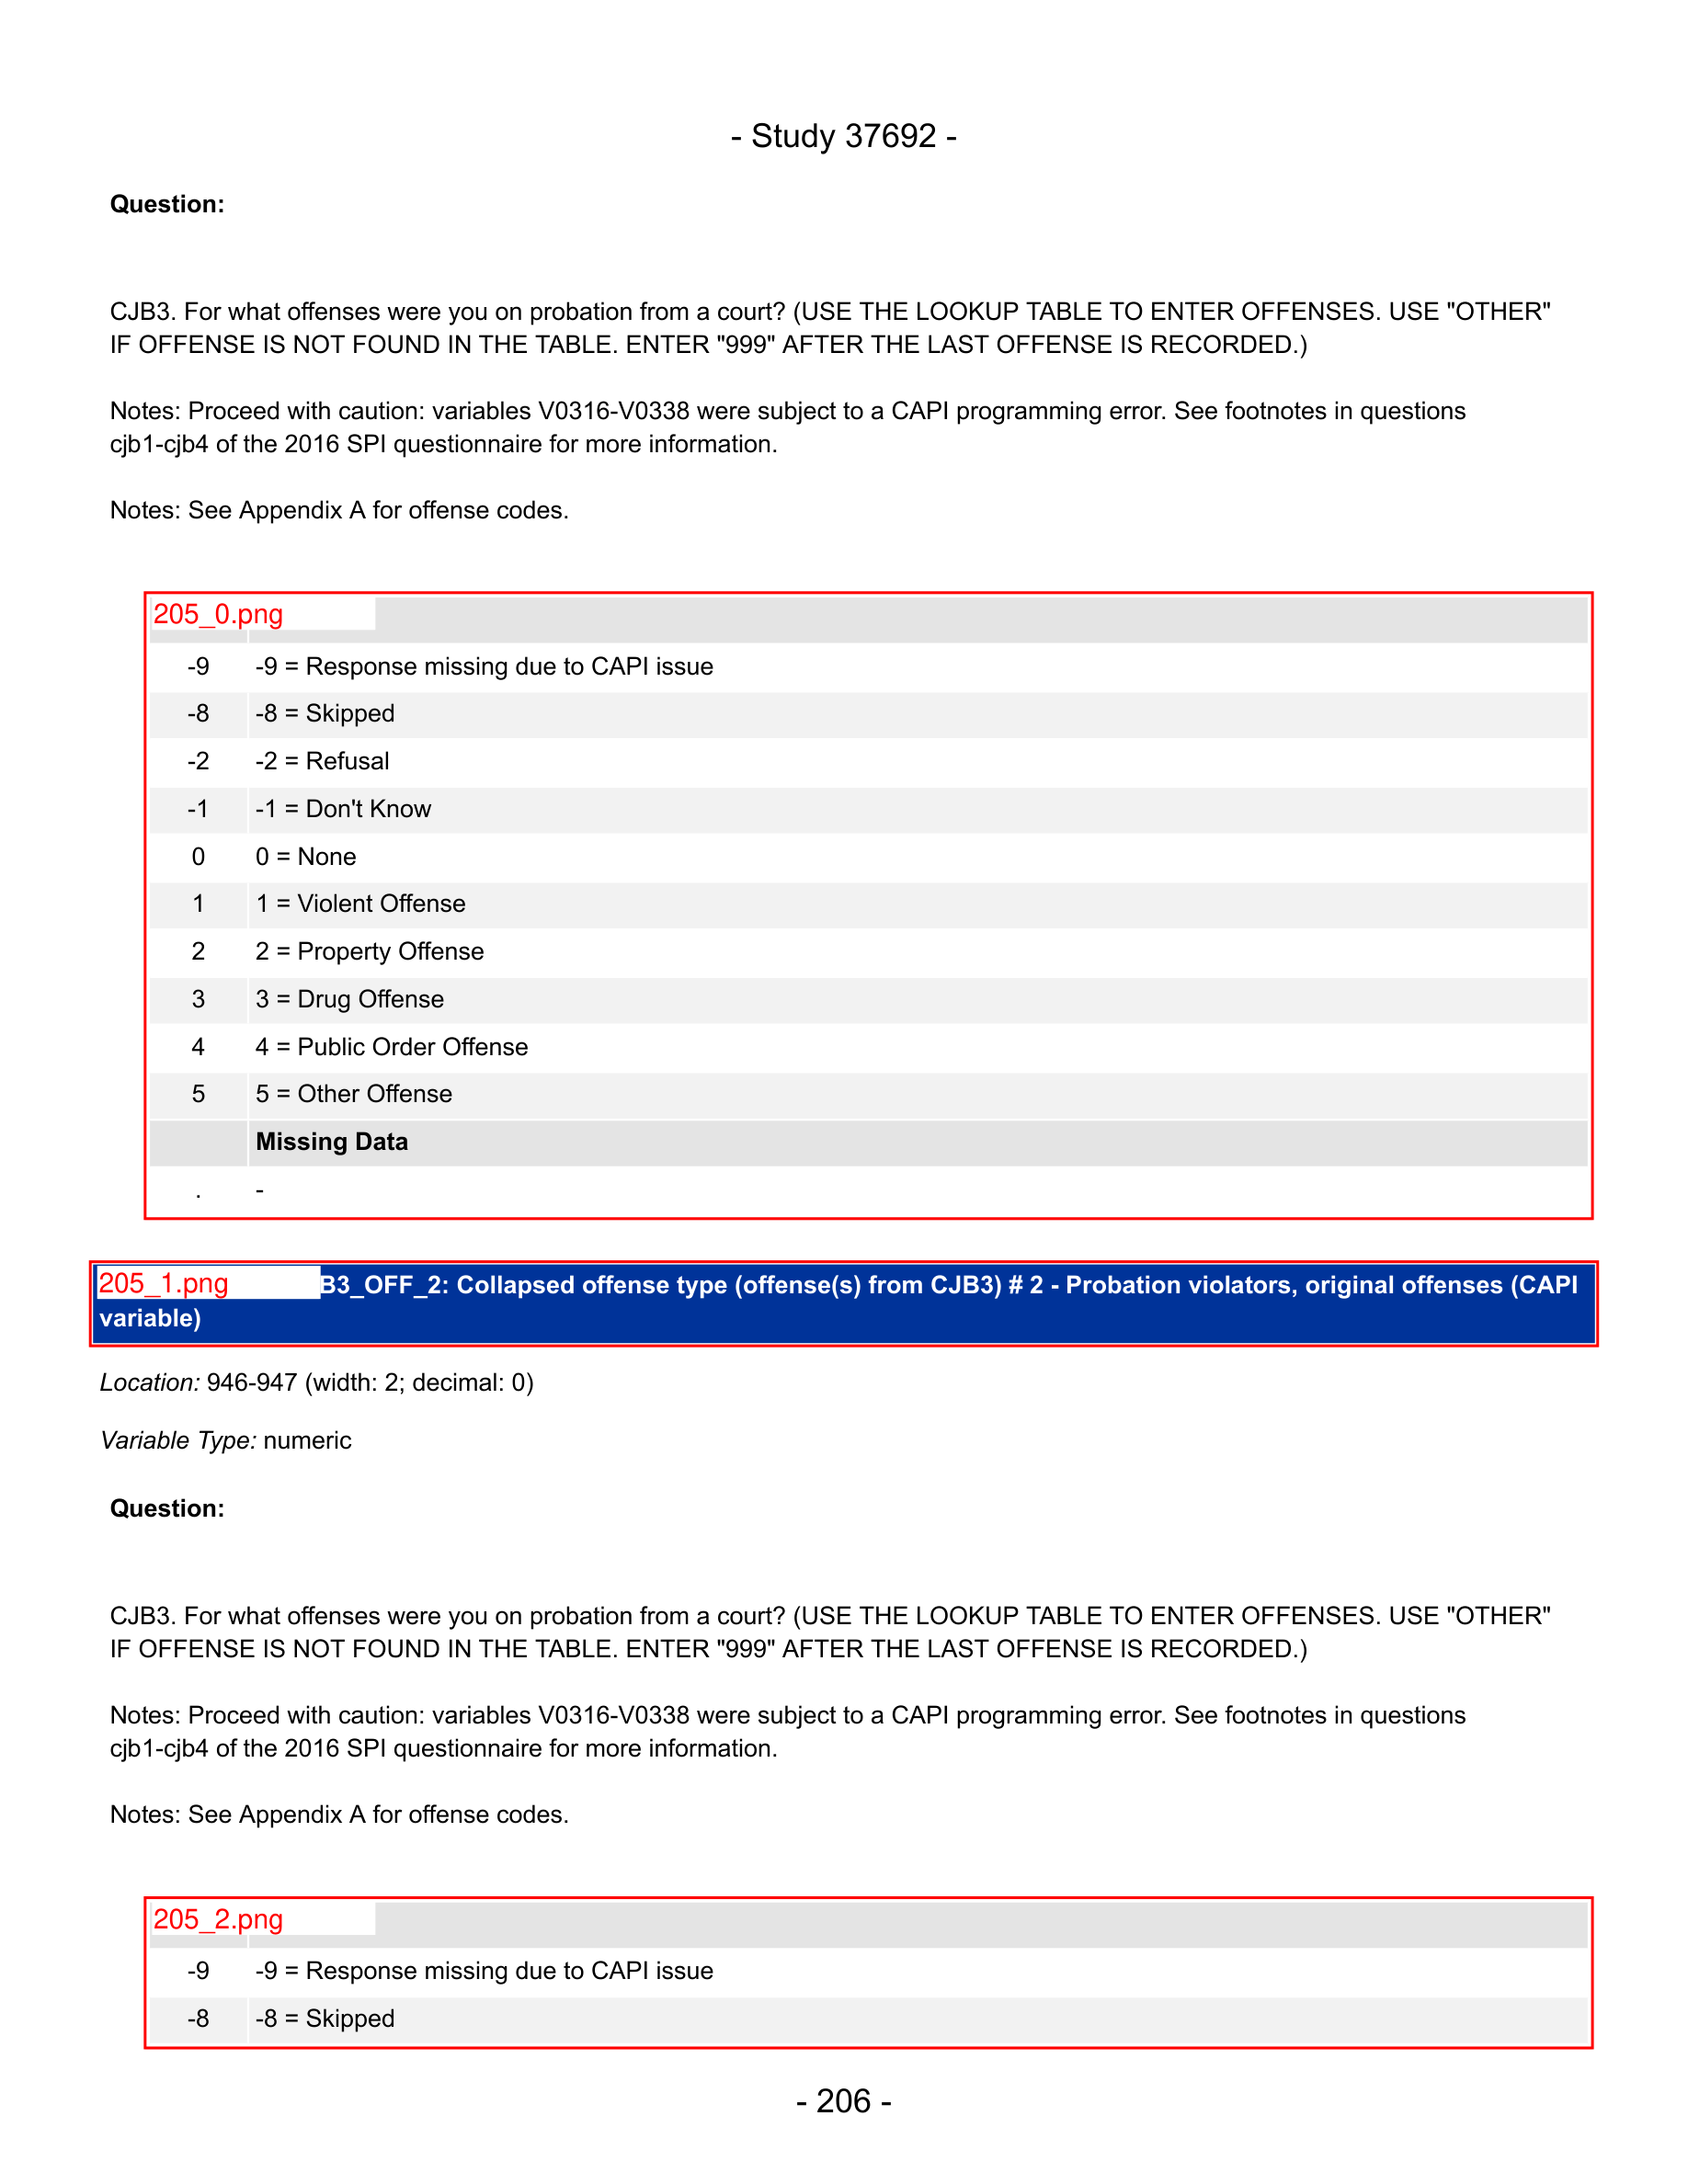 - Study 37692 -
Question:
CJB3. For what offenses were you on probation from a court? (USE THE LOOKUP TABLE TO ENTER OFFENSES. USE "OTHER"
IF OFFENSE IS NOT FOUND IN THE TABLE. ENTER "999" AFTER THE LAST OFFENSE IS RECORDED.)
Notes: Proceed with caution: variables V0316-V0338 were subject to a CAPI programming error. See footnotes in questions
cjb1-cjb4 of the 2016 SPI questionnaire for more information.
Notes: See Appendix A for offense codes.
205_0.png
-9 -9 = Response missing due to CAPI issue
-8 -8 = Skipped
-2 -2 = Refusal
-1 -1 = Don't Know
0 0 = None
1 1 = Violent Offense
2 2 = Property Offense
3 3 = Drug Offense
4 4 = Public Order Offense
5 5 = Other Offense
Missing Data
. -
205_1.png B3_OFF_2: Collapsed offense type (offense(s) from CJB3) # 2 - Probation violators, original offenses (CAPI
variable)
Location: 946-947 (width: 2; decimal: 0)
Variable Type: numeric
Question:
CJB3. For what offenses were you on probation from a court? (USE THE LOOKUP TABLE TO ENTER OFFENSES. USE "OTHER"
IF OFFENSE IS NOT FOUND IN THE TABLE. ENTER "999" AFTER THE LAST OFFENSE IS RECORDED.)
Notes: Proceed with caution: variables V0316-V0338 were subject to a CAPI programming error. See footnotes in questions
cjb1-cjb4 of the 2016 SPI questionnaire for more information.
Notes: See Appendix A for offense codes.
205_2.png
-9 -9 = Response missing due to CAPI issue
-8 -8 = Skipped
- 206 -